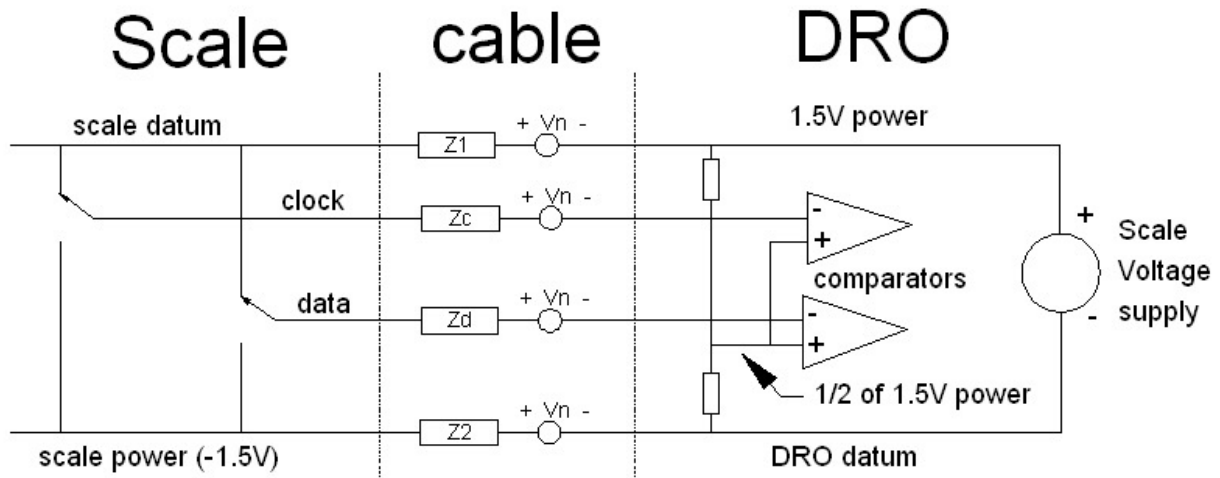 Scale cable DRO
scale datum
+ Vn -
1.5V power
Z1
clock
+ Vn -
Zc
-
+
+
Scale
Voltage
supply
-
comparators
data
+ Vn -
Zd
-
+
1/2 of 1.5V power
+ Vn -
Z2
scale power (-1.5V)
DRO datum